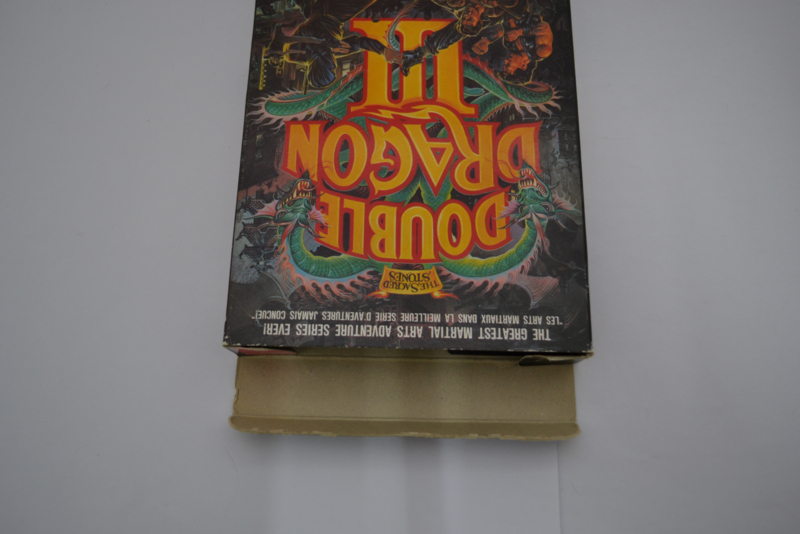 THE GREATEST MARTIAL ARTS ADVENTURE SERIES EVER!
"LES ARTS MARTIAUX DANS LA MEILLEURE SERIE D'AVENTURES JAMAIS CONCUE"
THE SACRED
STONES
DOUBLE
DRAGON
III